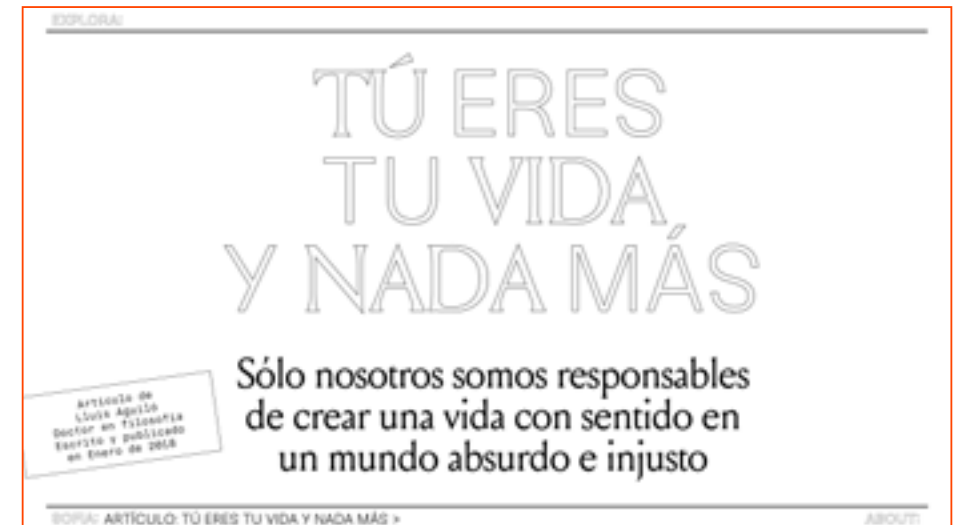 EXPLORA:
TÚ ERES
TU VIDA
Y NADA MÁS
Sólo nosotros somos responsables
de crear una vida con sentido en
un mundo absurdo e injusto
Artículo de
Lluís Aguiló
Doctor en filosofía
Escrito y publicado
en Enero de 2018
SOFIA: ARTÍCULO: TÚ ERES TU VIDA Y NADA MÁS >
ABOUT: